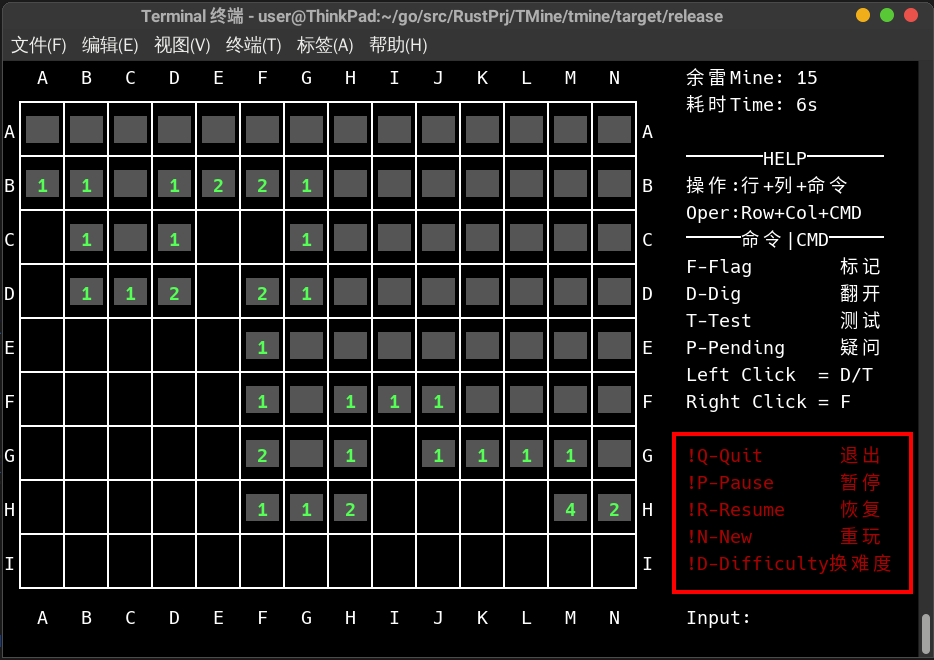 Terminal 终端 - user@ThinkPad:~/go/src/RustPrj/TMine/tmine/target/release
文件(F) 编辑(E) 视图(V) 终端(T) 标签(A) 帮助(H)
A B C D E F G H I J K L M N
余雷Mine: 15
耗时Time: 6s
A A
HELP
B 1 1 1 2 2 1 B
操作:行+列+命令
Oper:Row+Col+CMD
C 1 1 1 C
命令|CMD
F-Flag 标记
D 1 1 2 2 1 D
D-Dig 翻开
T-Test 测试
E 1 E
P-Pending 疑问
Left Click = D/T
F 1 1 1 1 F
Right Click = F
G 2 1 1 1 1 1 G
!Q-Quit 退出
!P-Pause 暂停
H 1 1 2 4 2 H
!R-Resume 恢复
!N-New 重玩
I I
!D-Difficulty换难度
A B C D E F G H I J K L M N
Input: